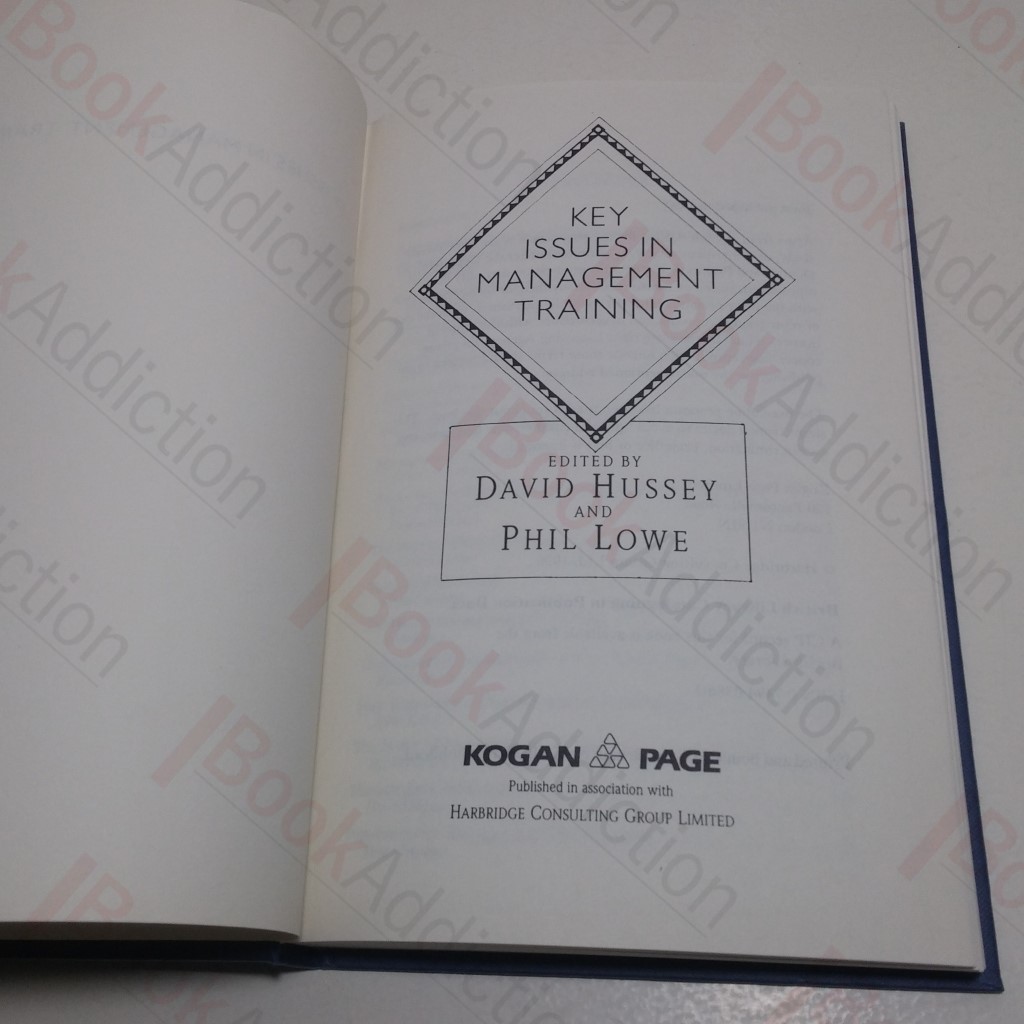 KEY
ISSUES IN
MANAGEMENT
TRAINING
EDITED BY
DAVID HUSSEY
AND
PHIL LOWE
KOGAN PAGE
Published in association with
HARBRIDGE CONSULTING GROUP LIMITED
BookAddiction